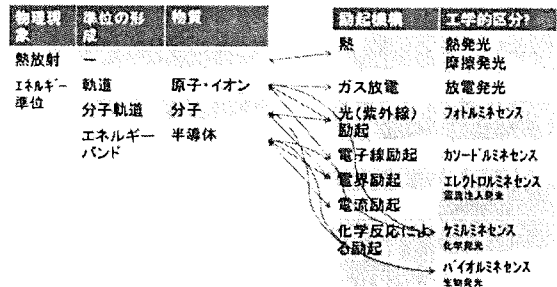 物理現象 準位の形成 物質
熱放射 ー
エネルギー準位 軌道 原子・イオン
分子軌道 分子
エネルギーバンド 半導体
励起機構 工学的区分?
熱 熱発光
摩擦発光
ガス放電 放電発光
光(紫外線)励起 フォトルミネセンス
電子線励起 カソードルミネセンス
電界励起 エレクトロルミネセンス
電流注入発光
電流励起
化学反応による励起 ケミルミネセンス
化学発光
バイオルミネセンス
生物発光